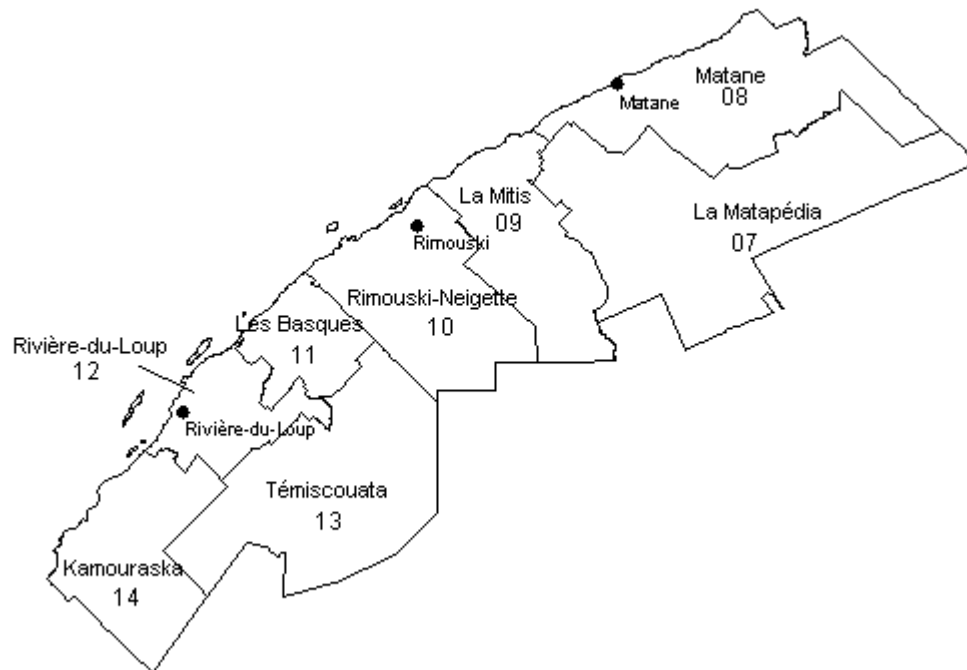 Matane
08
Matane
La Mitis
09
La Matapédia
07
Rimouski
Rimouski-Neigette
10
Les Basques
11
Rivière-du-Loup
12
Rivière-du-Loup
Témiscouata
13
Kamouraska
14